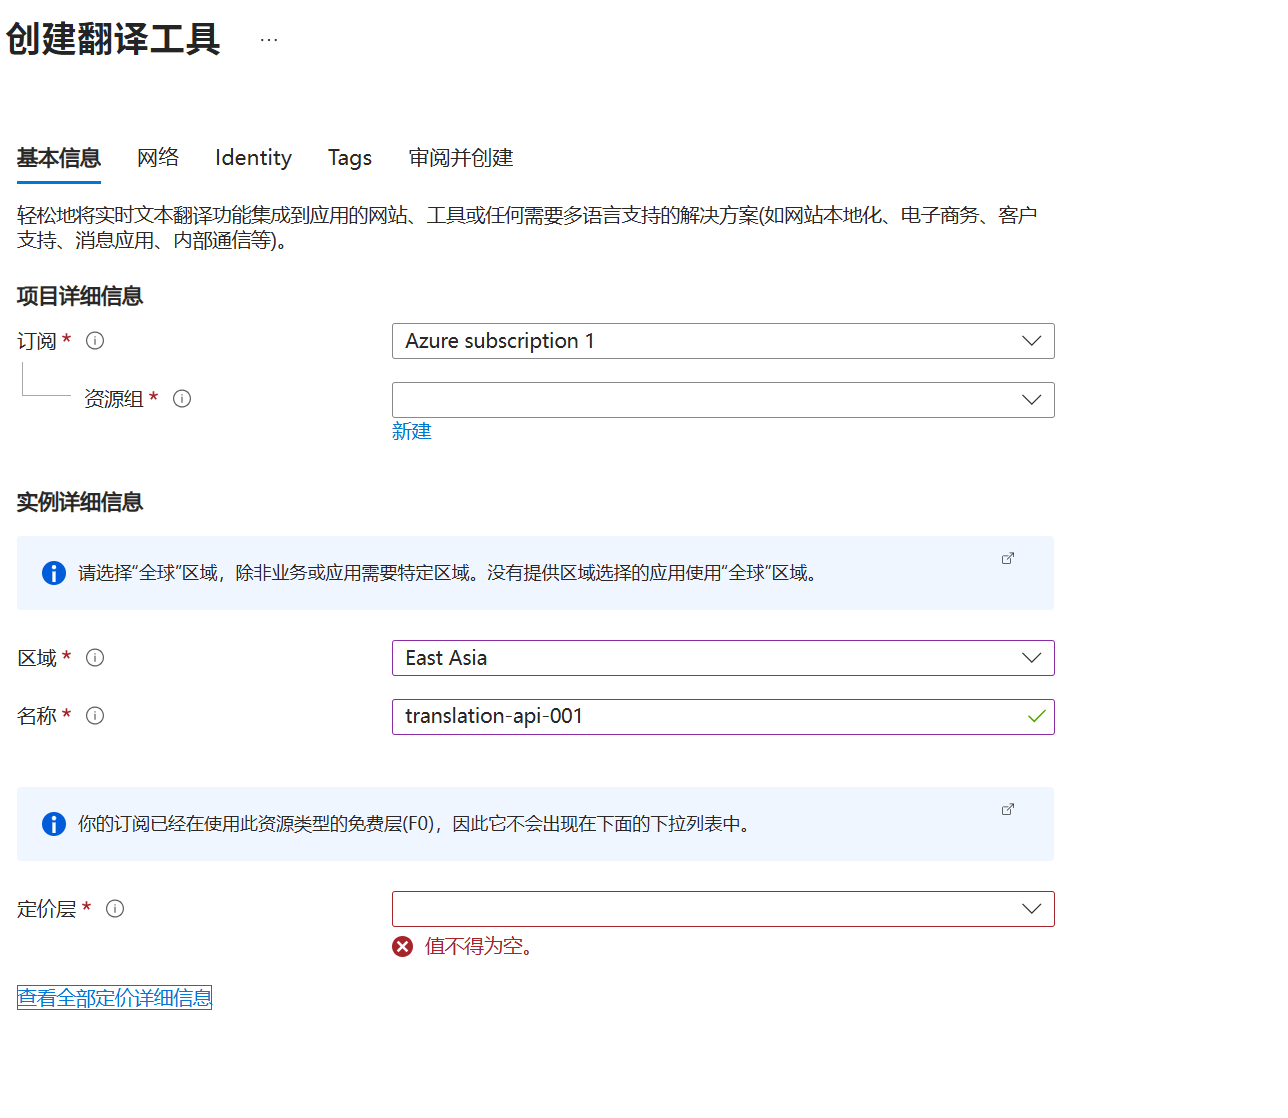 创建翻译工具 ...
基本信息 网络 Identity Tags 审阅并创建
轻松地将实时文本翻译功能集成到应用的网站、工具或任何需要多语言支持的解决方案(如网站本地化、电子商务、客户
支持、消息应用、内部通信等)。
项目详细信息
订阅 *
Azure subscription 1
资源组 *
新建
实例详细信息
请选择“全球”区域，除非业务或应用需要特定区域。没有提供区域选择的应用使用“全球”区域。
区域 *
East Asia
名称 *
translation-api-001
你的订阅已经在使用此资源类型的免费层(F0)，因此它不会出现在下面的下拉列表中。
定价层 *
值不得为空。
查看全部定价详细信息